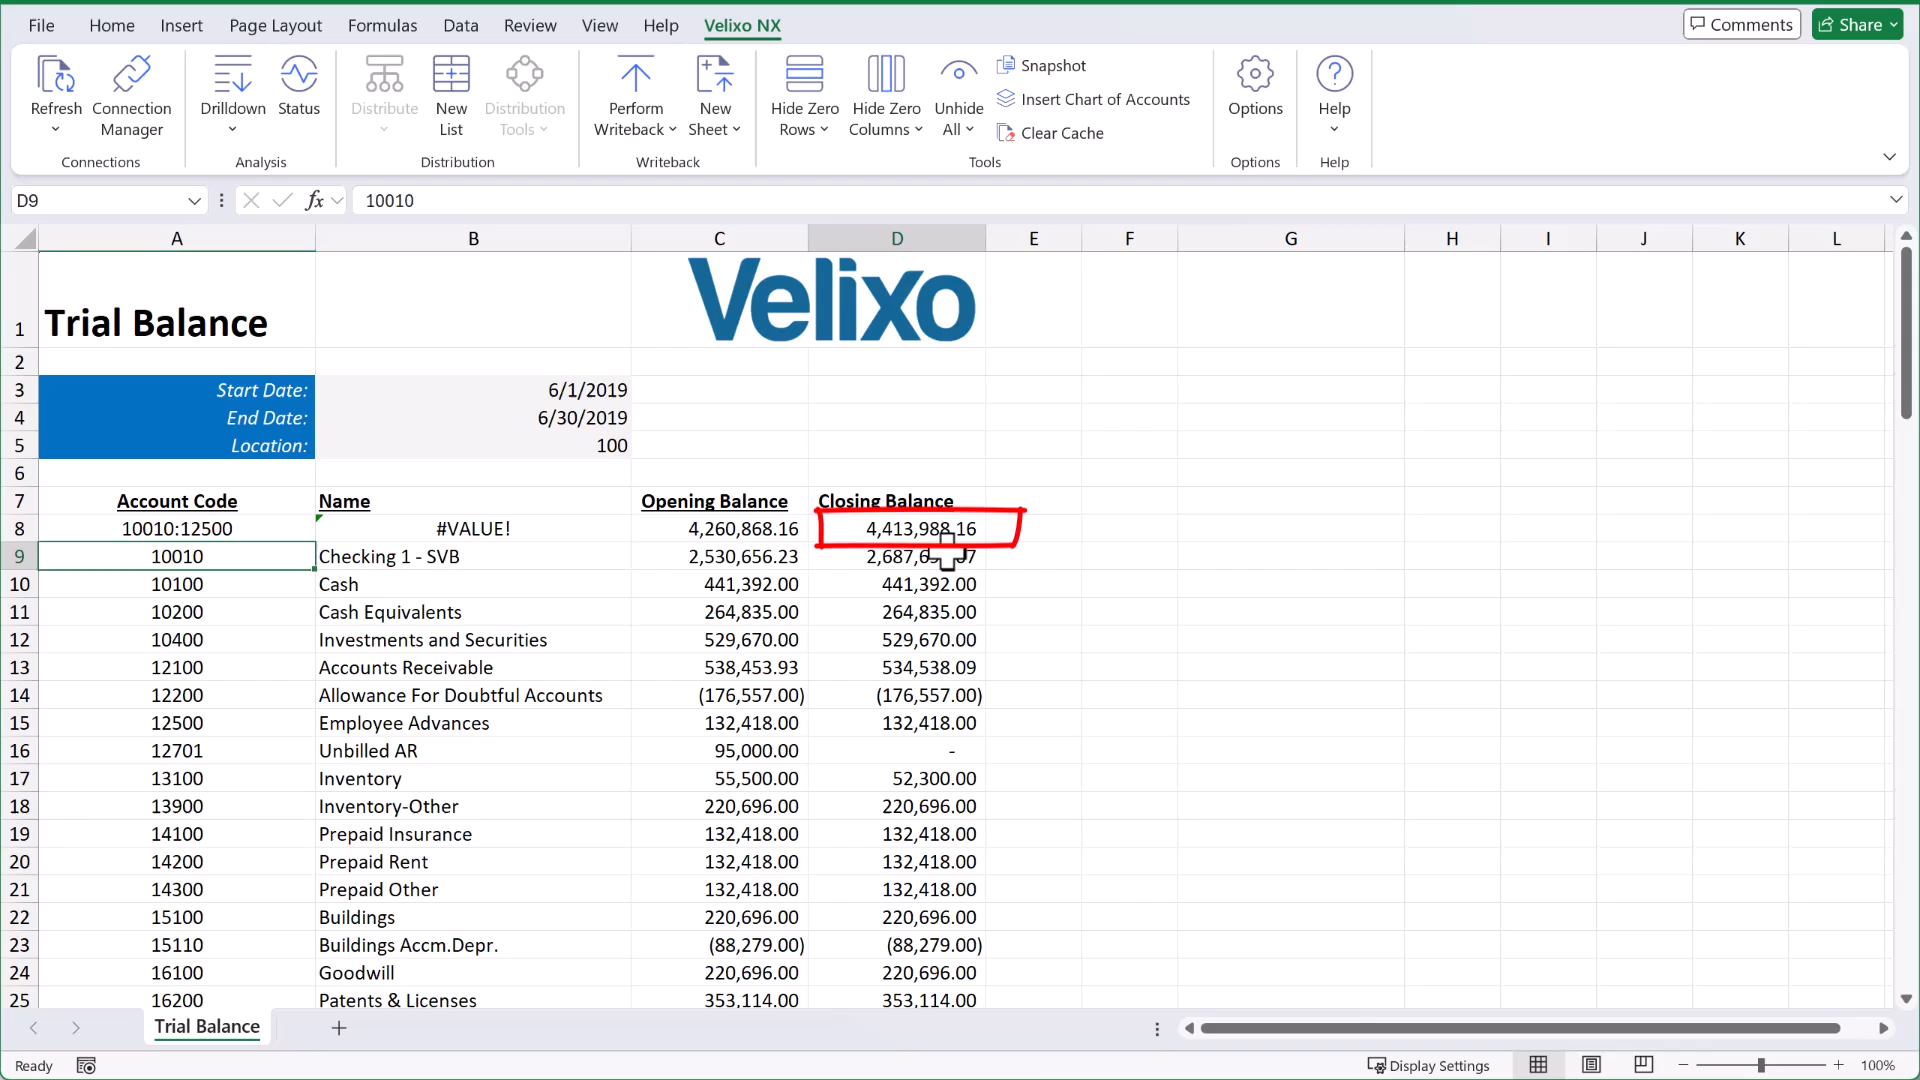 File Home Insert Page Layout Formulas Data Review View Help Velixo NX Comments Share
Refresh Connection Manager Drilldown Status Distribute New List Distribution Tools Perform Writeback New Sheet Hide Zero Rows Hide Zero Columns Unhide All Snapshot Insert Chart of Accounts Clear Cache Options Help
Connections Analysis Distribution Writeback Tools Options Help
D9 fx 10010
A B C D E F G H I J K L
1 Trial Balance Velixo
2
3 Start Date: 6/1/2019
4 End Date: 6/30/2019
5 Location: 100
6
7 Account Code Name Opening Balance Closing Balance
8 10010:12500 #VALUE! 4,260,868.16 4,413,988.16
9 10010 Checking 1 - SVB 2,530,656.23
10 10100 Cash 441,392.00 441,392.00
11 10200 Cash Equivalents 264,835.00 264,835.00
12 10400 Investments and Securities 529,670.00 529,670.00
13 12100 Accounts Receivable 538,453.93 534,538.09
14 12200 Allowance For Doubtful Accounts (176,557.00) (176,557.00)
15 12500 Employee Advances 132,418.00 132,418.00
16 12701 Unbilled AR 95,000.00 -
17 13100 Inventory 55,500.00 52,300.00
18 13900 Inventory-Other 220,696.00 220,696.00
19 14100 Prepaid Insurance 132,418.00 132,418.00
20 14200 Prepaid Rent 132,418.00 132,418.00
21 14300 Prepaid Other 132,418.00 132,418.00
22 15100 Buildings 220,696.00 220,696.00
23 15110 Buildings Accm.Depr. (88,279.00) (88,279.00)
24 16100 Goodwill 220,696.00 220,696.00
25 16200 Patents & Licenses 353,114.00 353,114.00
Trial Balance
Ready Display Settings 100%